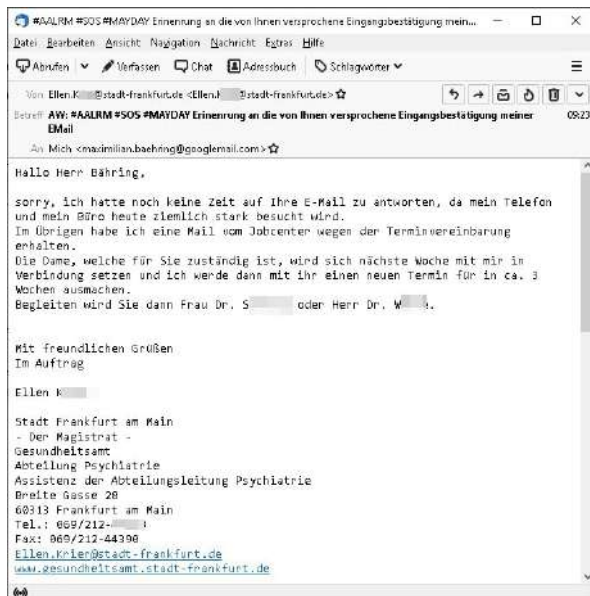 #AALRM #SOS #MAYDAY Erinnerung an die von Ihnen versprochene Eingangsbestätigung mein...
Datei Bearbeiten Ansicht Navigation Nachricht Extras Hilfe
Abrufen Verfassen Chat Adressbuch Schlagwörter
Von Ellen.K @stadt-frankfurt.de <Ellen.K @stadt-frankfurt.de>
Betreff AW: #AALRM #SOS #MAYDAY Erinnerung an die von Ihnen versprochene Eingangsbestätigung meiner 09:23
EMail
An Mich <maximilian.baehring@googlemail.com>
Hallo Herr Bähring,
sorry, ich hatte noch keine Zeit auf Ihre E-Mail zu antworten, da mein Telefon
und mein Büro heute ziemlich stark besucht wird.
Im Übrigen habe ich eine Mail vom Jobcenter wegen der Terminvereinbarung
erhalten.
Die Dame, welche für Sie zuständig ist, wird sich nächste Woche mit mir in
Verbindung setzen und ich werde dann mit ihr einen neuen Termin für in ca. 3
Wochen ausmachen.
Begleiten wird Sie dann Frau Dr. S oder Herr Dr. W .
Mit freundlichen Grüßen
Im Auftrag
Ellen K
Stadt Frankfurt am Main
- Der Magistrat -
Gesundheitsamt
Abteilung Psychiatrie
Assistenz der Abteilungsleitung Psychiatrie
Breite Gasse 28
60313 Frankfurt am Main
Tel.: 069/212-
Fax: 069/212-44390
Ellen.Krier@stadt-frankfurt.de
www.gesundheitsamt.stadt-frankfurt.de